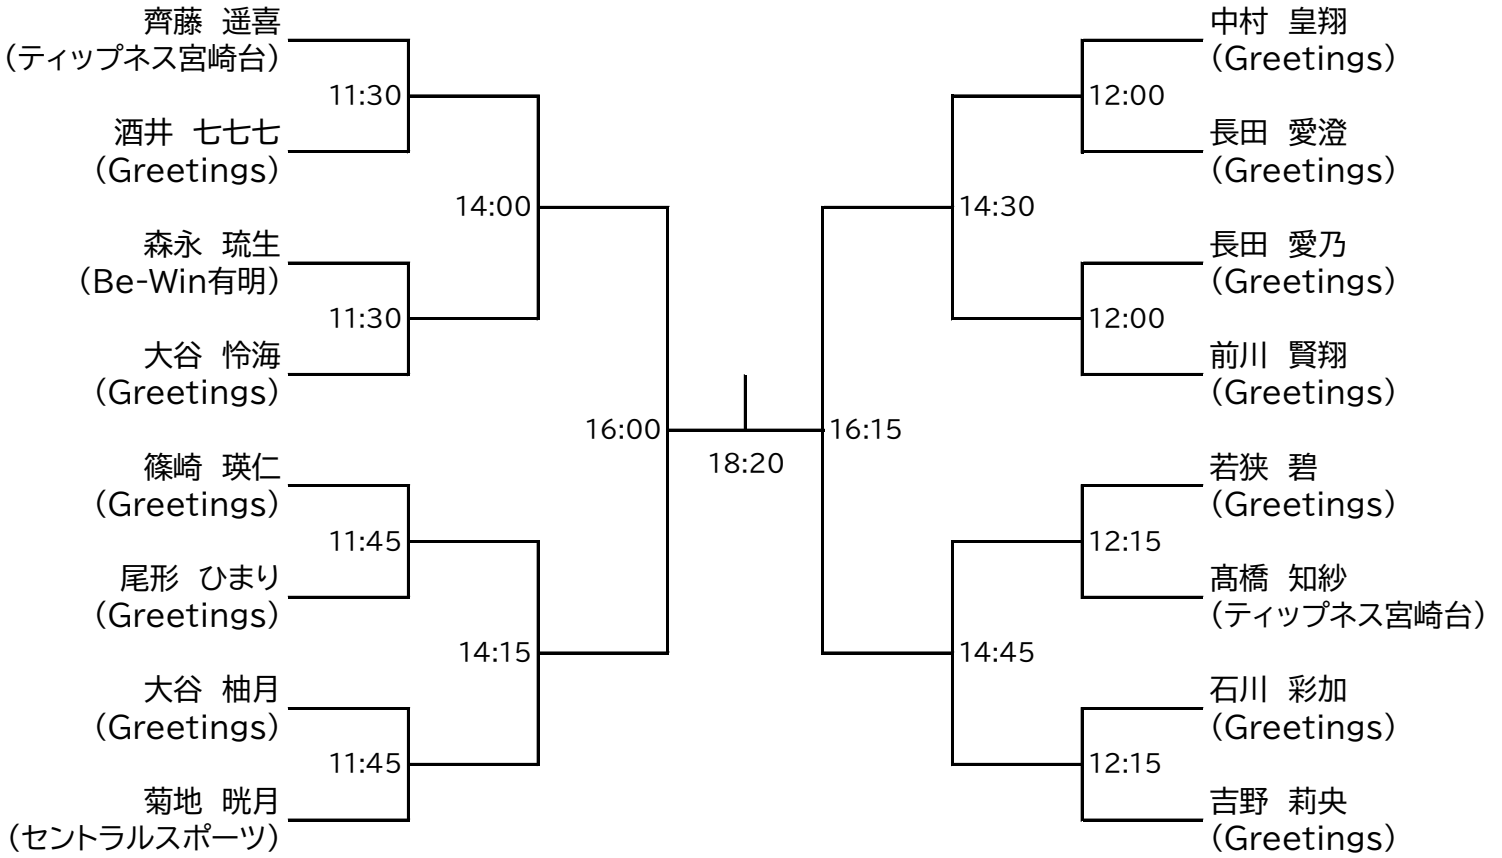 齊藤　遥喜
（ティップネス宮崎台）
11:30
酒井　七七七
（Greetings）
14:00
森永　琉生
（Be-Win有明）
11:30
大谷　怜海
（Greetings）
16:00
篠崎　瑛仁
（Greetings）
11:45
尾形　ひまり
（Greetings）
14:15
大谷　柚月
（Greetings）
11:45
菊地　晄月
（セントラルスポーツ）
18:20
中村　皇翔
（Greetings）
12:00
長田　愛澄
（Greetings）
14:30
長田　愛乃
（Greetings）
12:00
前川　賢翔
（Greetings）
16:15
若狭　碧
（Greetings）
12:15
髙橋　知紗
（ティップネス宮崎台）
14:45
石川　彩加
（Greetings）
12:15
吉野　莉央
（Greetings）